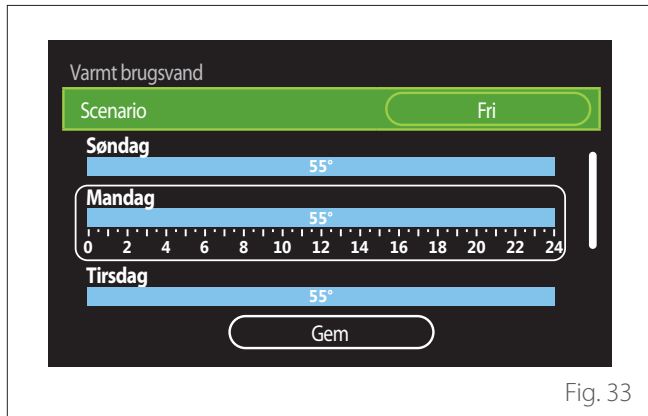 Varmt brugsvand
Scenario Fri
Søndag
55°
Mandag
55°
0 2 4 6 8 10 12 14 16 18 20 22 24
Tirsdag
55°
Gem
Fig. 33